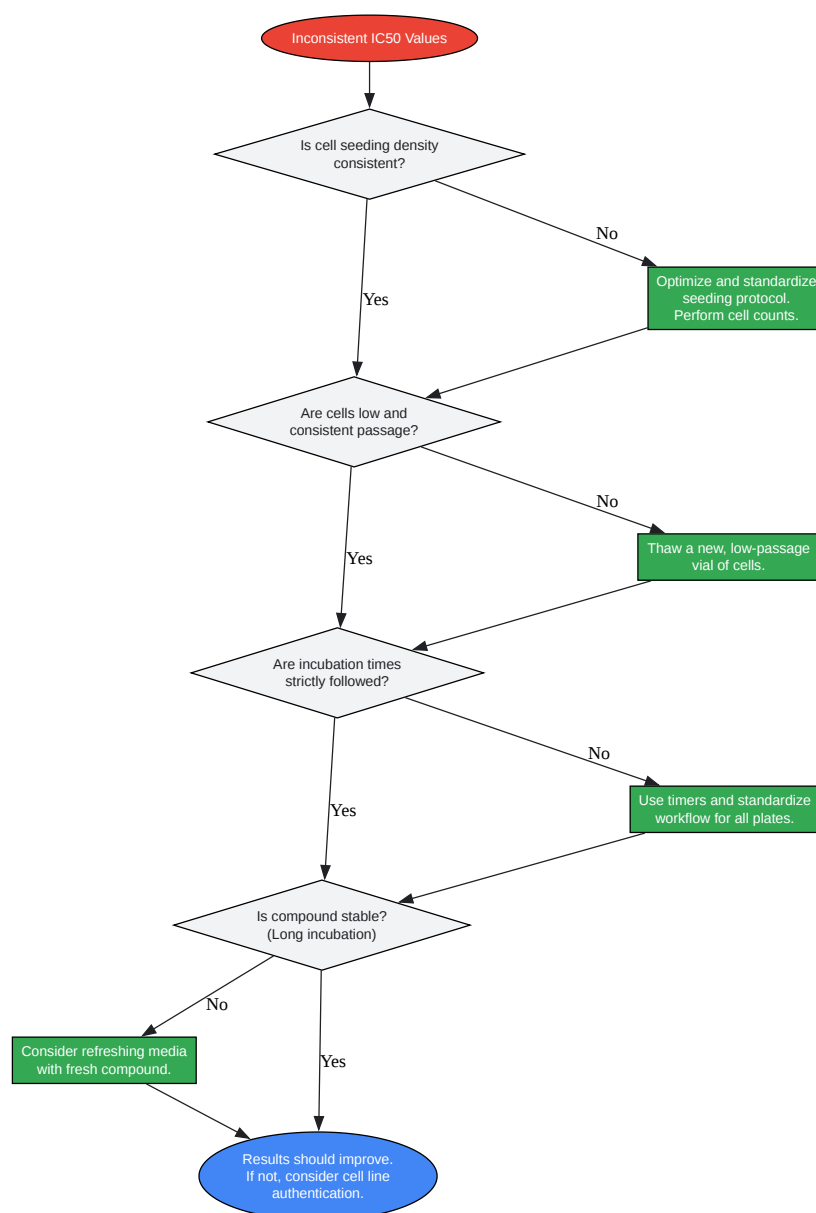 Inconsistent IC50 Values
Is cell seeding density
consistent?
No
Optimize and standardize
seeding protocol.
Perform cell counts.
Yes
Are cells low and
consistent passage?
No
Thaw a new, low-passage
vial of cells.
Yes
Are incubation times
strictly followed?
No
Use timers and standardize
workflow for all plates.
Yes
Is compound stable?
(Long incubation)
No
Consider refreshing media
with fresh compound.
Yes
Results should improve.
If not, consider cell line
authentication.